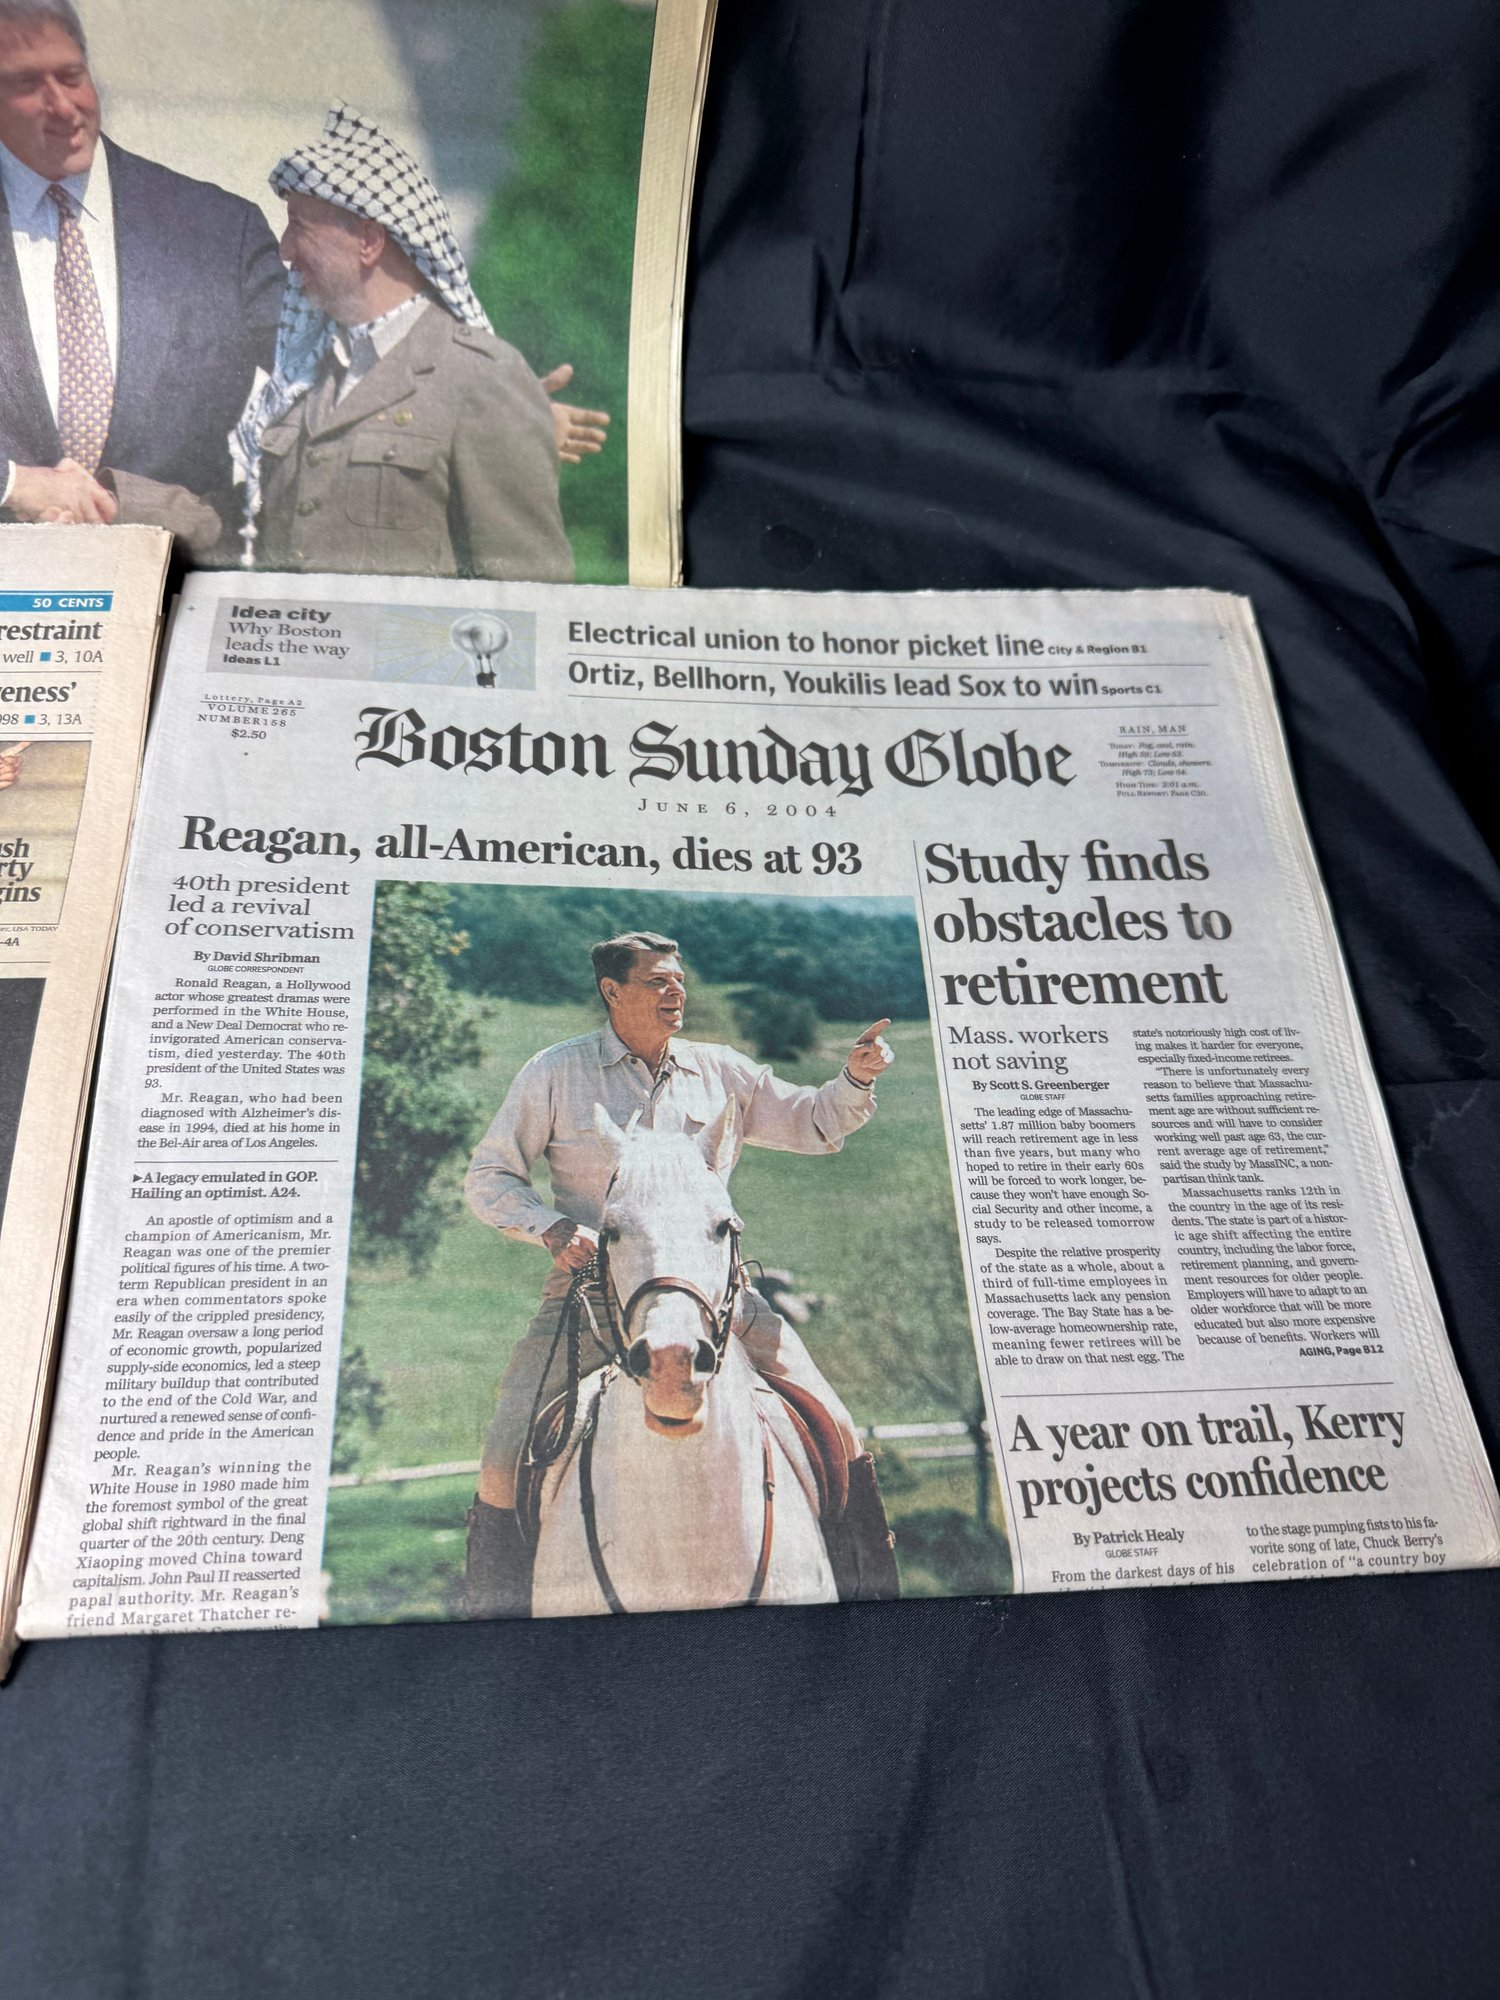 50 CENTS
restraint
well ■ 3, 10A
eness'
98 ■ 3, 13A
sh
rty
gins
USA TODAY
-4A
Idea city
Why Boston
leads the way
Ideas L1
Electrical union to honor picket line City & Region B1
Ortiz, Bellhorn, Youkilis lead Sox to win Sports C1
Lottery, Page A2
VOLUME 265
NUMBER 158
$2.50
Boston Sunday Globe
JUNE 6, 2004
RAIN, MAN
TODAY: Fog, cool, rain.
High 59; Low 53.
TOMORROW: Clouds, showers.
High 73; Low 54.
HIGH TIDE: 2:01 a.m.
FULL REPORT: PAGE C20.
Reagan, all-American, dies at 93
40th president
led a revival
of conservatism
By David Shribman
GLOBE CORRESPONDENT
Ronald Reagan, a Hollywood
actor whose greatest dramas were
performed in the White House,
and a New Deal Democrat who re-
invigorated American conserva-
tism, died yesterday. The 40th
president of the United States was
93.
Mr. Reagan, who had been
diagnosed with Alzheimer's dis-
ease in 1994, died at his home in
the Bel-Air area of Los Angeles.
►A legacy emulated in GOP.
Hailing an optimist. A24.
An apostle of optimism and a
champion of Americanism, Mr.
Reagan was one of the premier
political figures of his time. A two-
term Republican president in an
era when commentators spoke
easily of the crippled presidency,
Mr. Reagan oversaw a long period
of economic growth, popularized
supply-side economics, led a steep
military buildup that contributed
to the end of the Cold War, and
nurtured a renewed sense of confi-
dence and pride in the American
people.
Mr. Reagan's winning the
White House in 1980 made him
the foremost symbol of the great
global shift rightward in the final
quarter of the 20th century. Deng
Xiaoping moved China toward
capitalism. John Paul II reasserted
papal authority. Mr. Reagan's
friend Margaret Thatcher re-
Study finds
obstacles to
retirement
Mass. workers
not saving
By Scott S. Greenberger
GLOBE STAFF
The leading edge of Massachu-
setts' 1.87 million baby boomers
will reach retirement age in less
than five years, but many who
hoped to retire in their early 60s
will be forced to work longer, be-
cause they won't have enough So-
cial Security and other income, a
study to be released tomorrow
says.
Despite the relative prosperity
of the state as a whole, about a
third of full-time employees in
Massachusetts lack any pension
coverage. The Bay State has a be-
low-average homeownership rate,
meaning fewer retirees will be
able to draw on that nest egg. The
state's notoriously high cost of liv-
ing makes it harder for everyone,
especially fixed-income retirees.
"There is unfortunately every
reason to believe that Massachu-
setts families approaching retire-
ment age are without sufficient re-
sources and will have to consider
working well past age 63, the cur-
rent average age of retirement,"
said the study by MassINC, a non-
partisan think tank.
Massachusetts ranks 12th in
the country in the age of its resi-
dents. The state is part of a histor-
ic age shift affecting the entire
country, including the labor force,
retirement planning, and govern-
ment resources for older people.
Employers will have to adapt to an
older workforce that will be more
educated but also more expensive
because of benefits. Workers will
AGING, Page B12
A year on trail, Kerry
projects confidence
By Patrick Healy
GLOBE STAFF
From the darkest days of his
to the stage pumping fists to his fa-
vorite song of late, Chuck Berry's
celebration of "a country boy